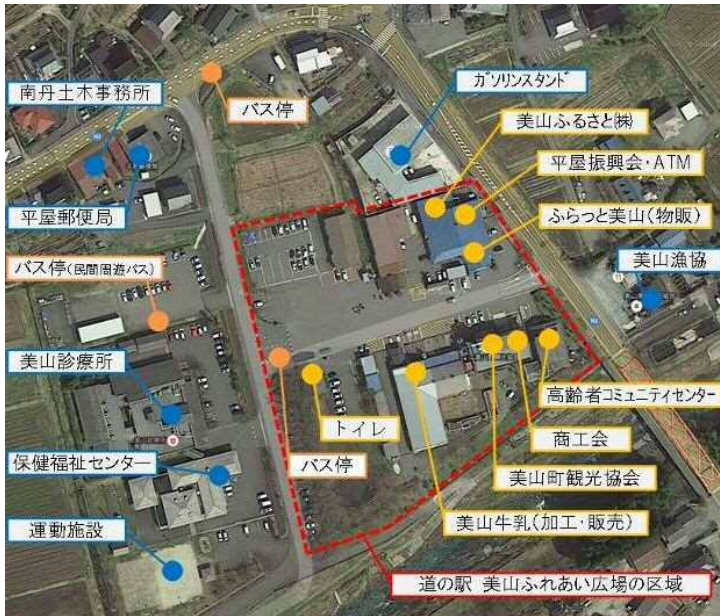 南丹土木事務所
バス停
ガソリンスタンド
美山ふるさと㈱
平屋振興会・ATM
平屋郵便局
ふらっと美山(物販)
バス停(民間周遊バス)
美山漁協
美山診療所
高齢者コミュニティセンター
トイレ
商工会
保健福祉センター
バス停
美山町観光協会
運動施設
美山牛乳(加工・販売)
道の駅 美山ふれあい広場の区域